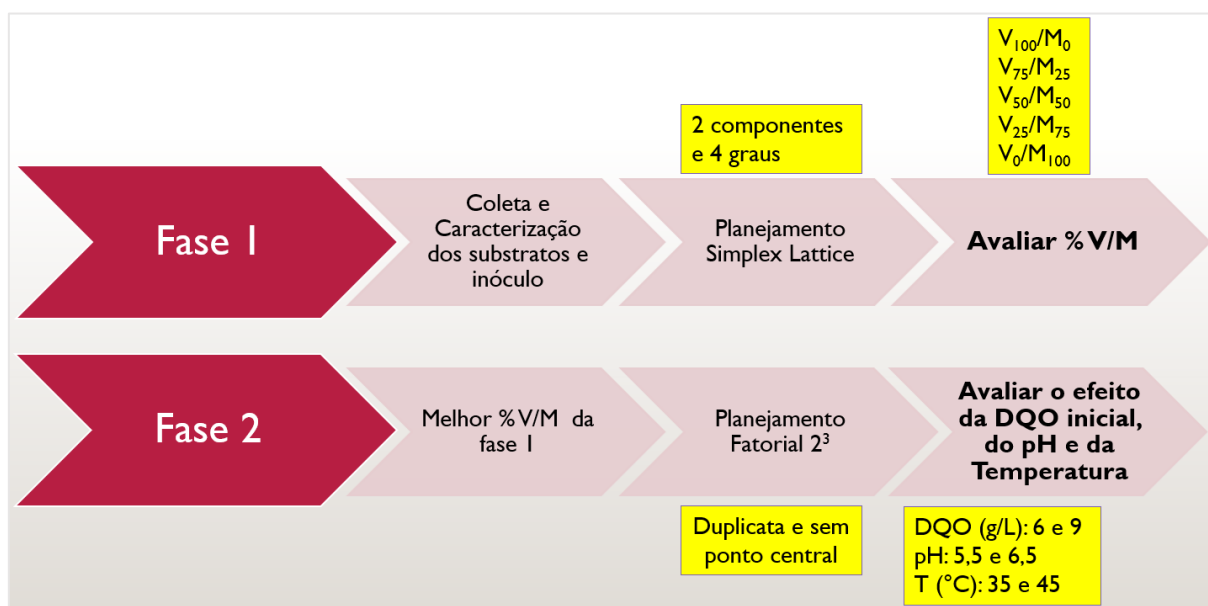 V₁₀₀/M₀
V₇₅/M₂₅
V₅₀/M₅₀
V₂₅/M₇₅
V₀/M₁₀₀
2 componentes
e 4 graus
Fase 1
Coleta e
Caracterização
dos substratos e
inóculo
Planejamento
Simplex Lattice
Avaliar % V/M
Fase 2
Melhor % V/M da
fase 1
Planejamento
Fatorial 2³
Avaliar o efeito
da DQO inicial,
do pH e da
Temperatura
Duplicata e sem
ponto central
DQO (g/L): 6 e 9
pH: 5,5 e 6,5
T (°C): 35 e 45